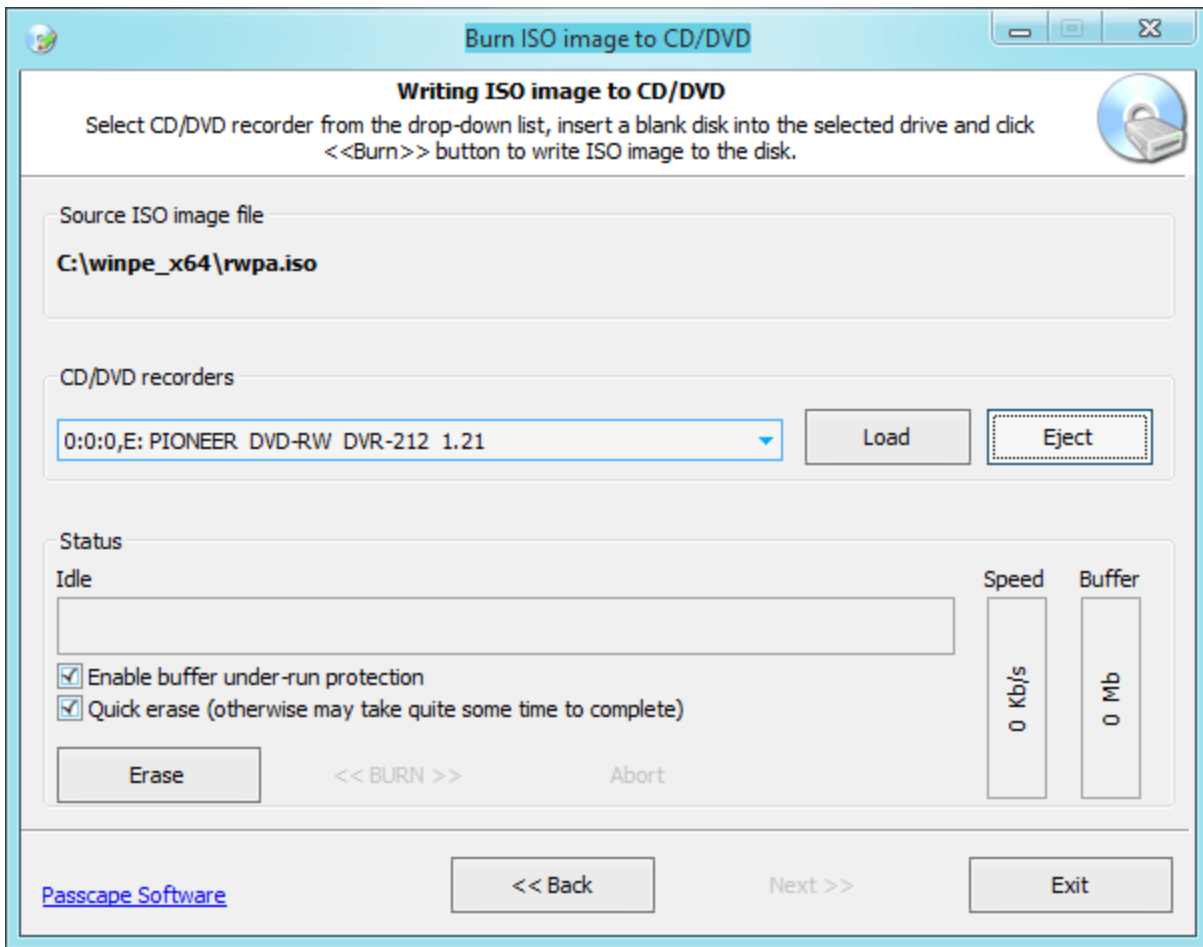 Burn ISO image to CD/DVD
Writing ISO image to CD/DVD
Select CD/DVD recorder from the drop-down list, insert a blank disk into the selected drive and click
<<Burn>> button to write ISO image to the disk.
Source ISO image file
C:\winpe_x64\rwpa.iso
CD/DVD recorders
0:0:0,E: PIONEER DVD-RW DVR-212 1.21
Load
Eject
Status
Idle
Speed
Buffer
0 Kb/s
0 Mb
Enable buffer under-run protection
Quick erase (otherwise may take quite some time to complete)
Erase
<< BURN >>
Abort
Passcape Software
<< Back
Next >>
Exit